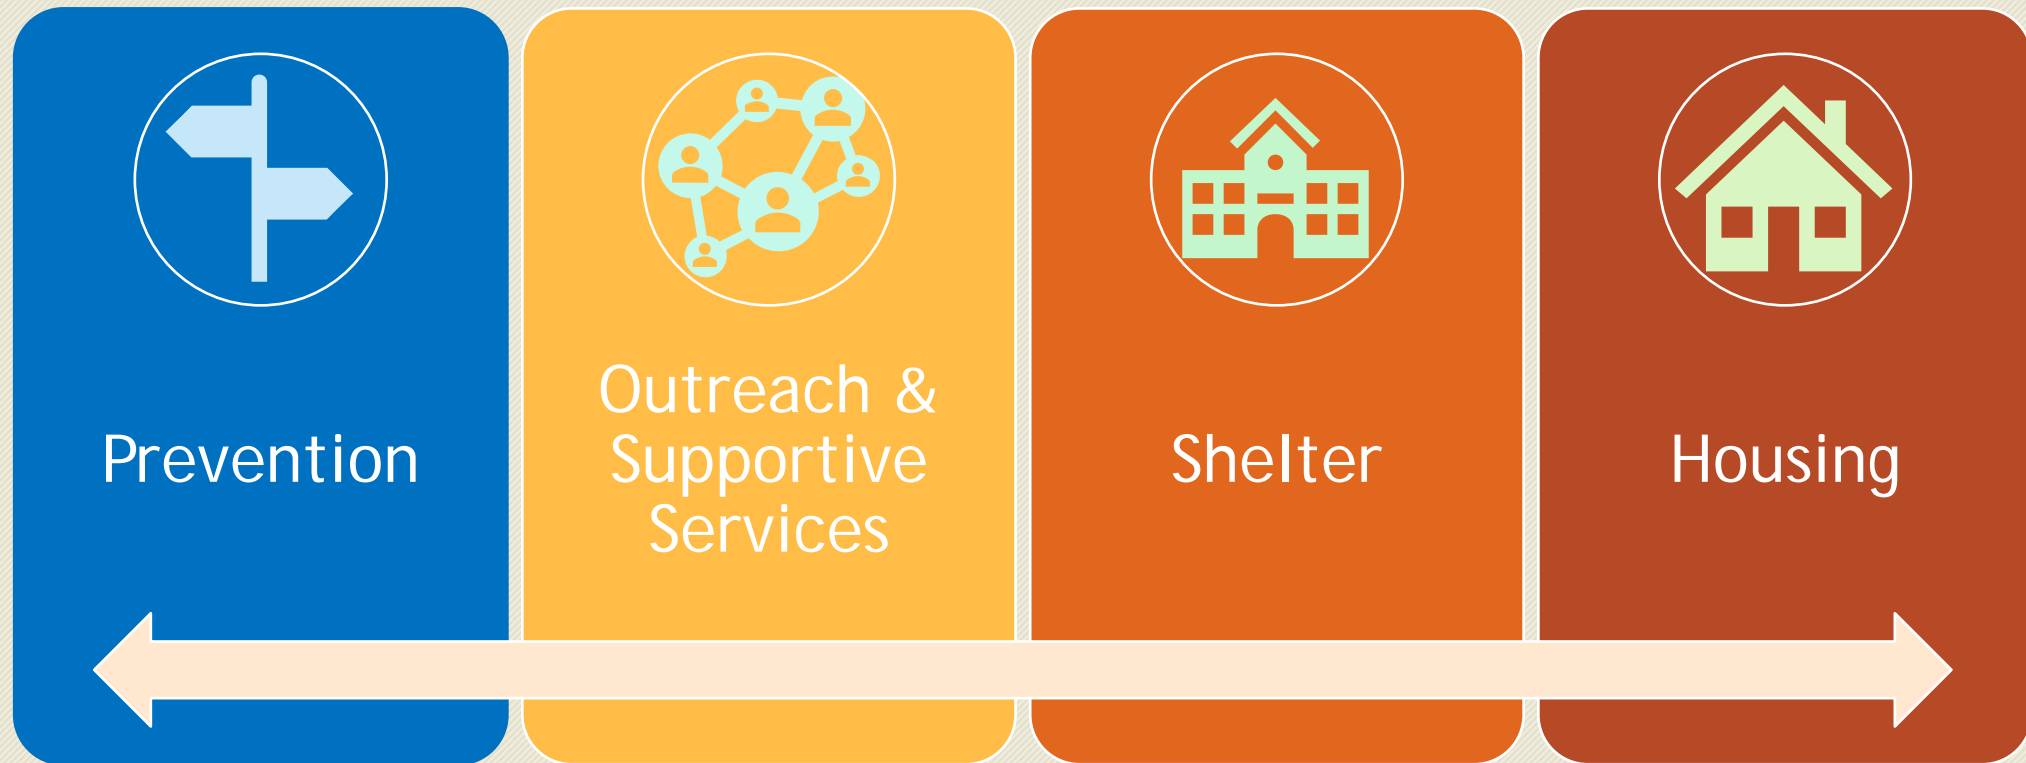 Prevention
Outreach &
Supportive
Services
Shelter
Housing